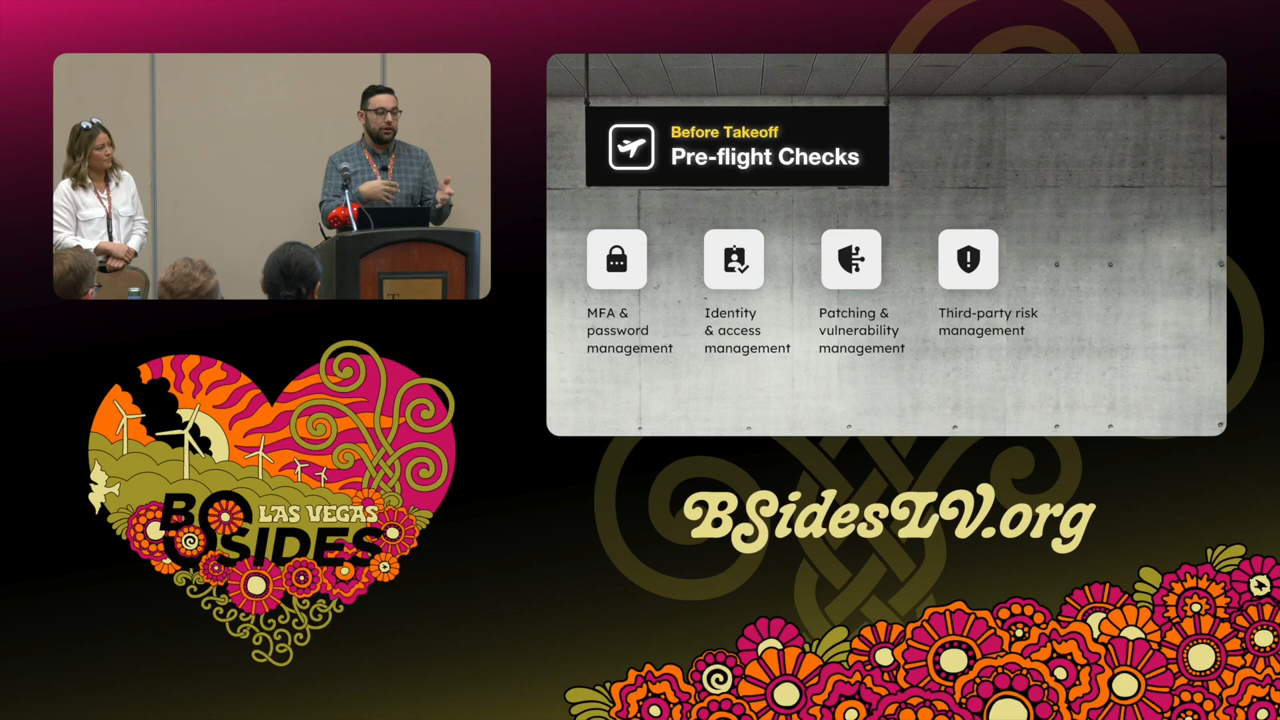 Before Takeoff
Pre-flight Checks
MFA &
password
management
Identity
& access
management
Patching &
vulnerability
management
Third-party risk
management
BSIDES
LAS VEGAS
BSidesLV.org